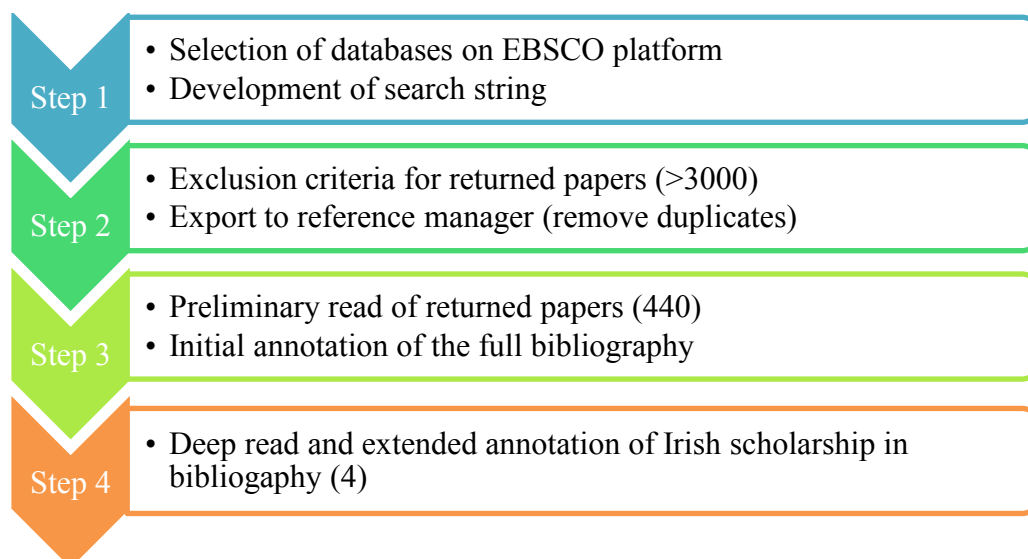 Step 1
• Selection of databases on EBSCO platform
• Development of search string
Step 2
• Exclusion criteria for returned papers (>3000)
• Export to reference manager (remove duplicates)
Step 3
• Preliminary read of returned papers (440)
• Initial annotation of the full bibliography
Step 4
• Deep read and extended annotation of Irish scholarship in
bibliogaphy (4)